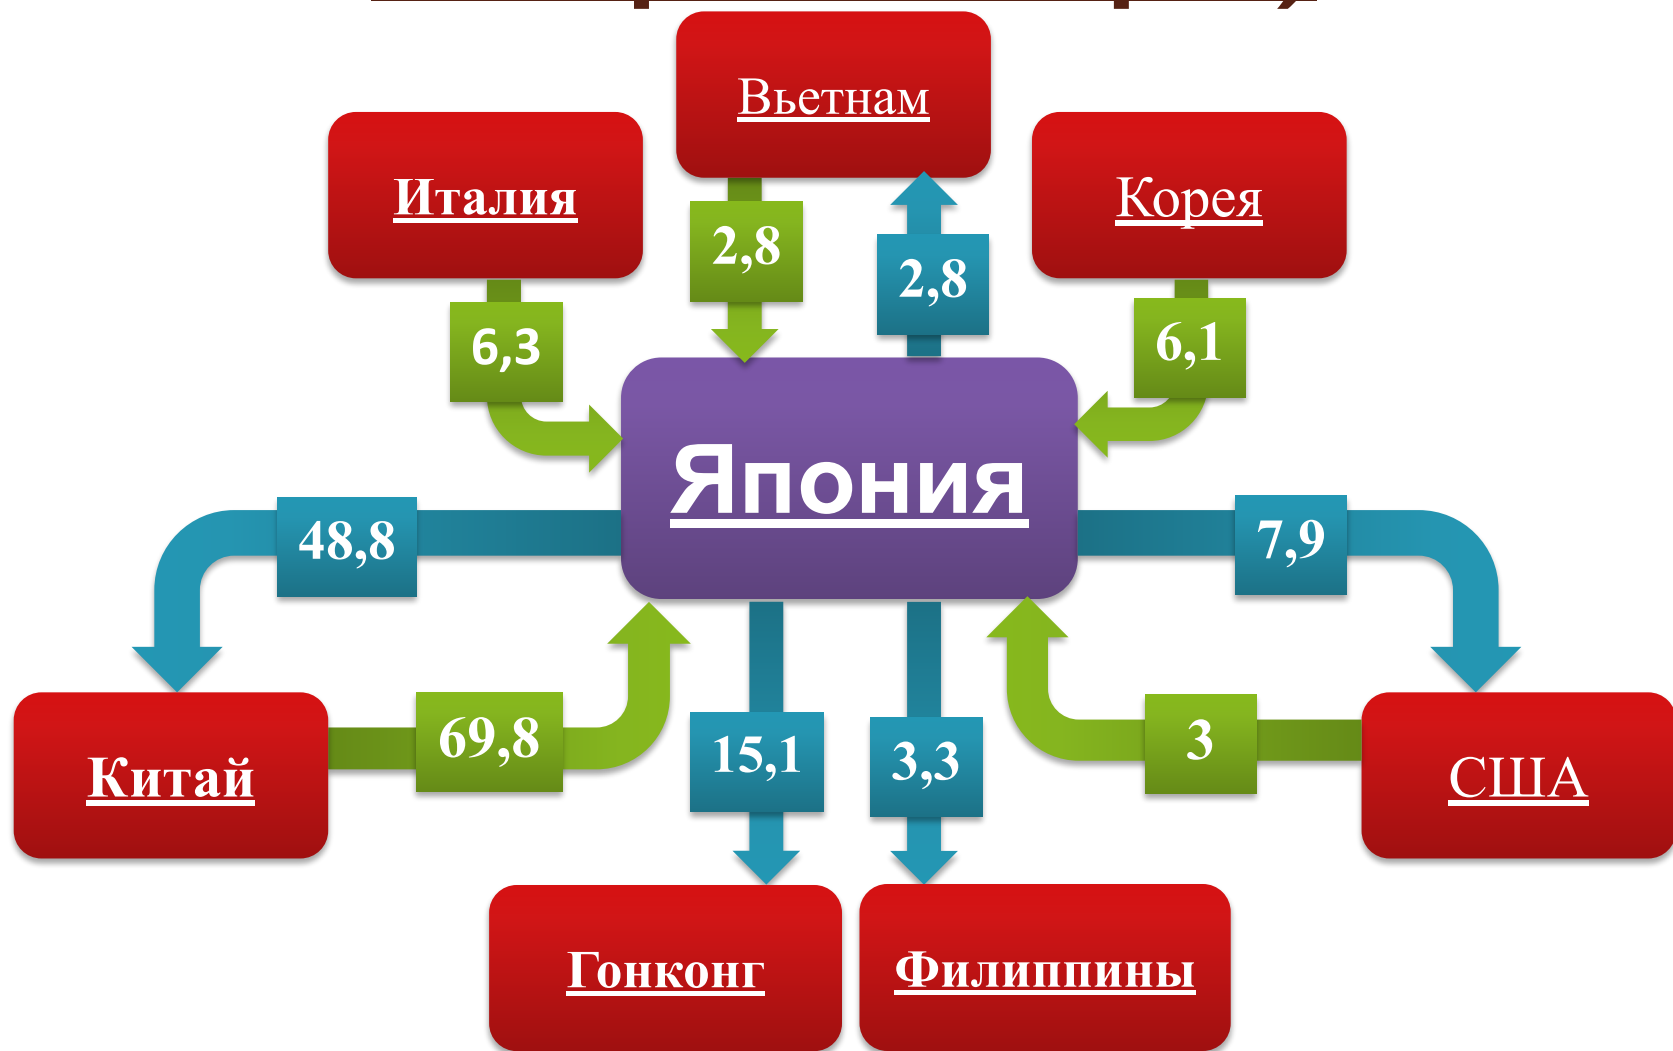 Вьетнам
Италия
Корея
2,8
2,8
6,3
6,1
Япония
48,8
7,9
69,8
15,1
3,3
3
Китай
США
Гонконг
Филиппины